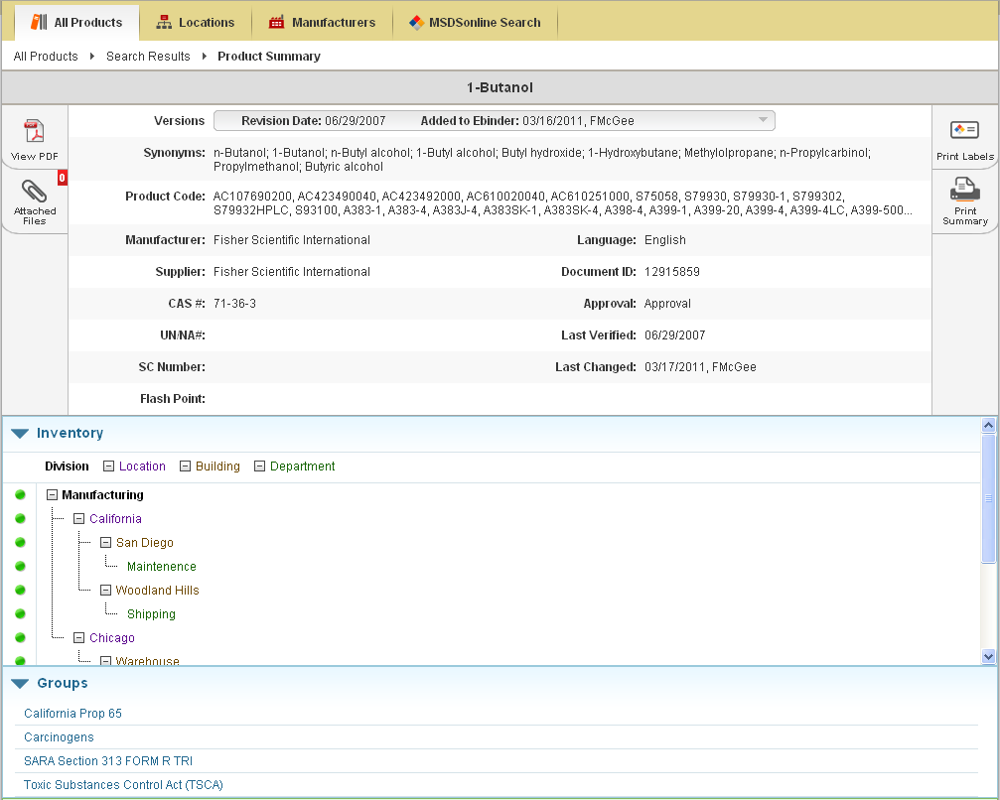 All Products Locations Manufacturers MSDSonline Search
All Products Search Results Product Summary
1-Butanol
View PDF
0
Attached
Files
Print Labels
Print
Summary
Versions Revision Date: 06/29/2007 Added to Ebinder: 03/16/2011, FMcGee
Synonyms: n-Butanol; 1-Butanol; n-Butyl alcohol; 1-Butyl alcohol; Butyl hydroxide; 1-Hydroxybutane; Methylolpropane; n-Propylcarbinol;
Propylmethanol; Butyric alcohol
Product Code: AC107690200, AC423490040, AC423492000, AC610020040, AC610251000, S75058, S79930, S79930-1, S799302,
S79932HPLC, S93100, A383-1, A383-4, A383J-4, A383SK-1, A383SK-4, A398-4, A399-1, A399-20, A399-4, A399-4LC, A399-500...
Manufacturer: Fisher Scientific International Language: English
Supplier: Fisher Scientific International Document ID: 12915859
CAS #: 71-36-3 Approval: Approval
UN/NA#: Last Verified: 06/29/2007
SC Number: Last Changed: 03/17/2011, FMcGee
Flash Point:
Inventory
Division Location Building Department
Manufacturing
California
San Diego
Maintenence
Woodland Hills
Shipping
Chicago
Warehouse
Groups
California Prop 65
Carcinogens
SARA Section 313 FORM R TRI
Toxic Substances Control Act (TSCA)